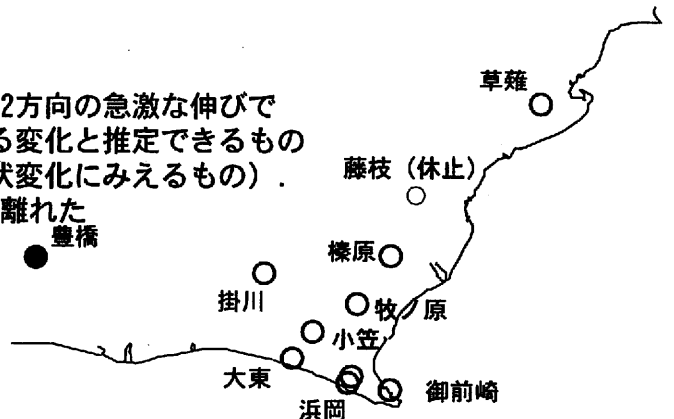 2方向の急激な伸びで
る変化と推定できるもの
状変化にみえるもの）．
離れた
草薙
藤枝（休止）
豊橋
榛原
掛川
牧ノ原
小笠
大東
浜岡
御前崎